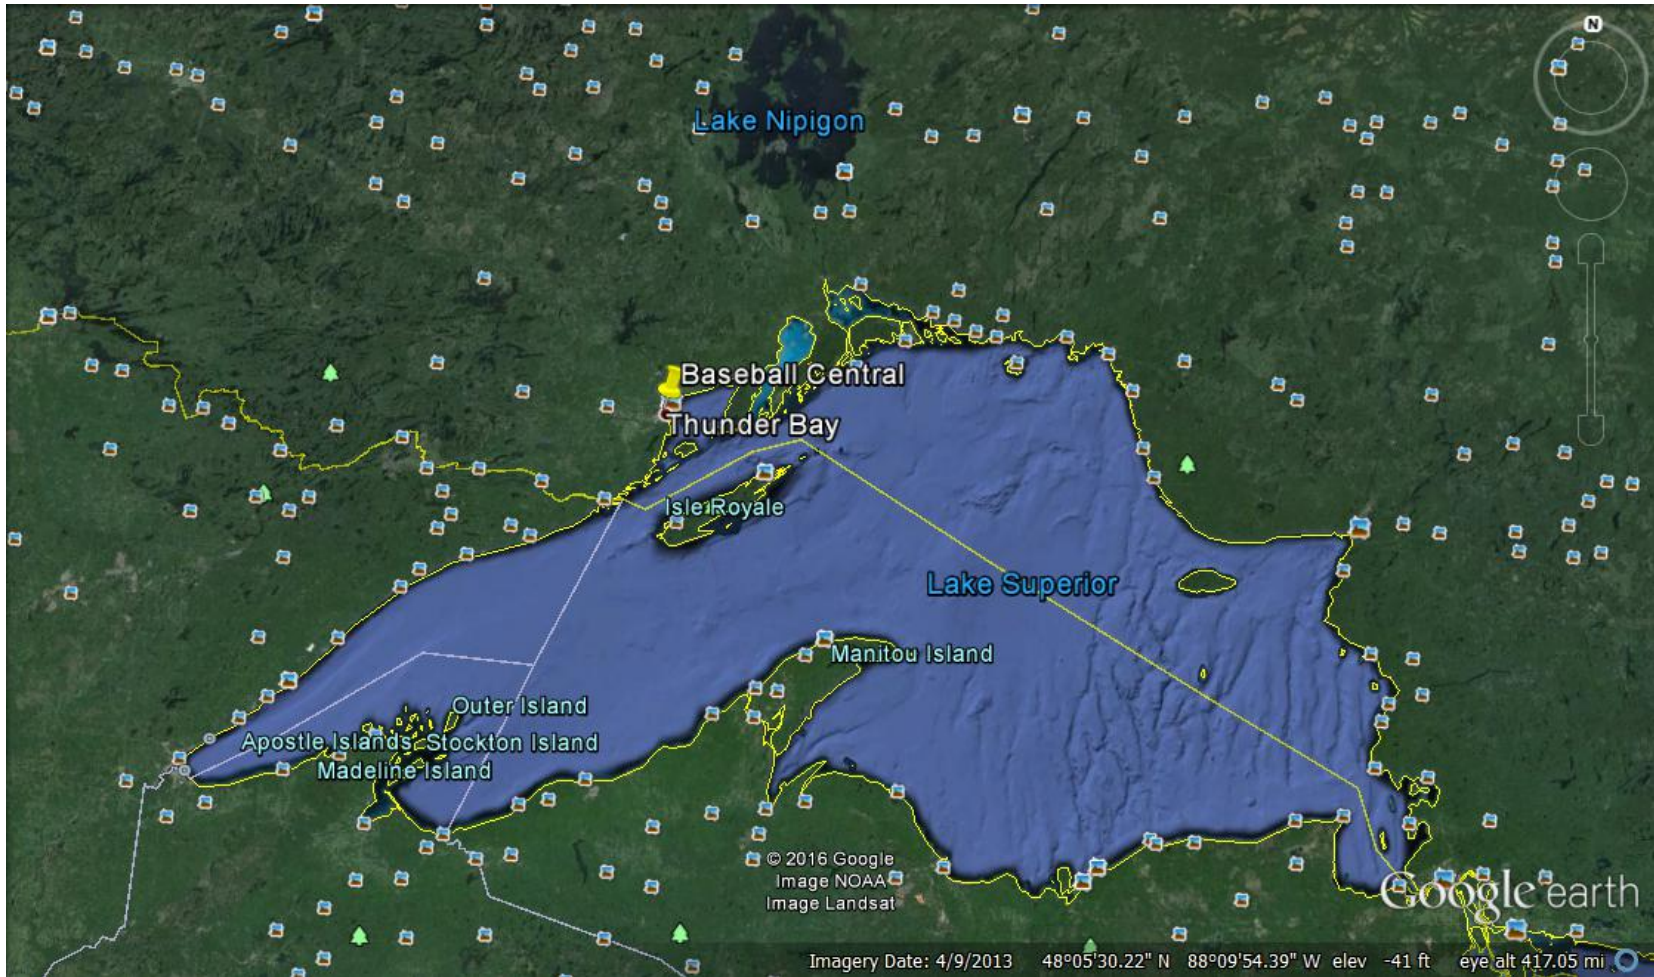 N
Lake Nipigon
Baseball Central
Thunder Bay
Isle Royale
Lake Superior
Manitou Island
Outer Island
Apostle Islands Stockton Island
Madeline Island
© 2016 Google
Image NOAA
Image Landsat
Google earth
Imagery Date: 4/9/2013 48°05'30.22" N 88°09'54.39" W elev -41 ft eye alt 417.05 mi